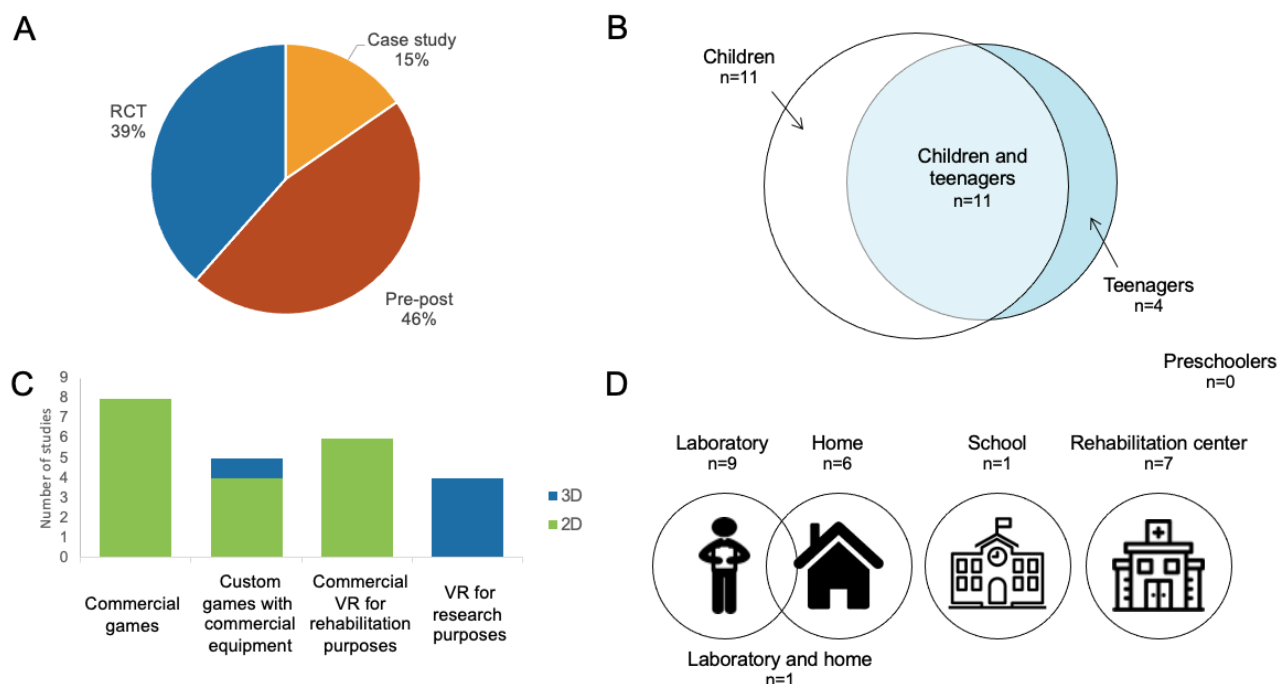 A
Case study
15%
RCT
39%
Pre-post
46%
B
Children
n=11
Children and
teenagers
n=11
Teenagers
n=4
Preschoolers
n=0
C
Number of studies
9
8
7
6
5
4
3
2
1
0
Commercial
games
Custom
games with
commercial
equipment
Commercial
VR for
rehabilitation
purposes
VR for
research
purposes
3D
2D
D
Laboratory
n=9
Home
n=6
School
n=1
Rehabilitation center
n=7
Laboratory and home
n=1